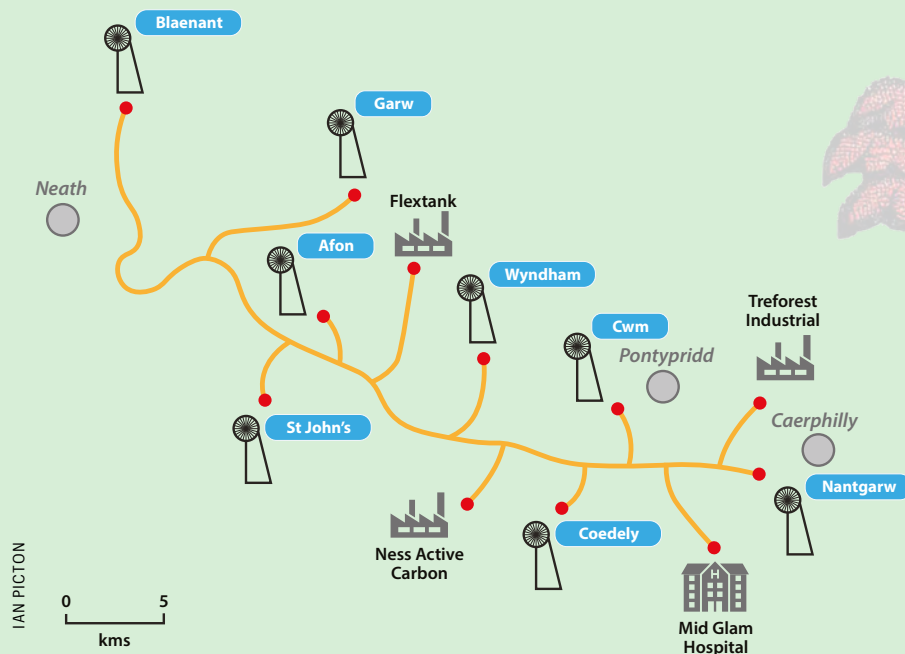 Blaenant
Garw
Neath
Flextank
Afon
Wyndham
Treforest
Industrial
Cwm
Pontypridd
Caerphilly
St John's
Nantgarw
Ness Active
Carbon
Coedely
H
Mid Glam
Hospital
IAN PICTON
0 5
kms